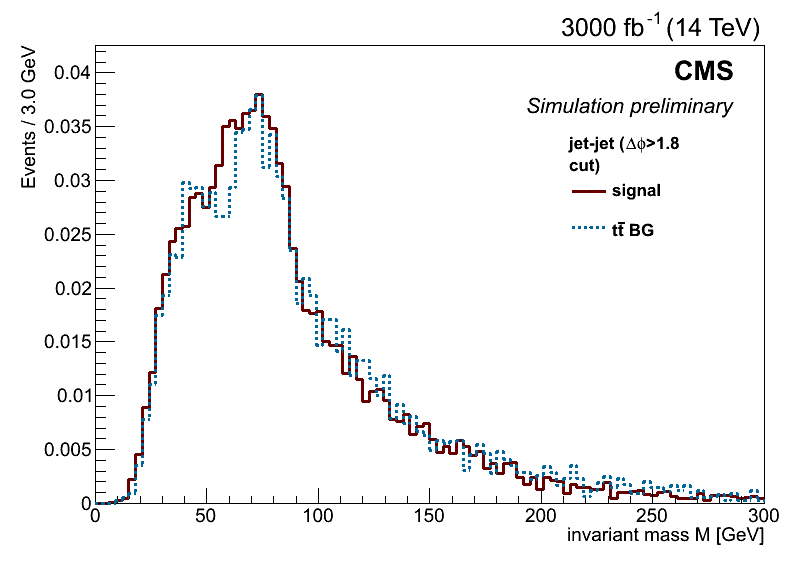 3000 fb⁻¹ (14 TeV)
CMS
Simulation preliminary
jet-jet (Δϕ>1.8
cut)
signal
tt̄ BG
Events / 3.0 GeV
0.04
0.035
0.03
0.025
0.02
0.015
0.01
0.005
0
0 50 100 150 200 250 300
invariant mass M [GeV]